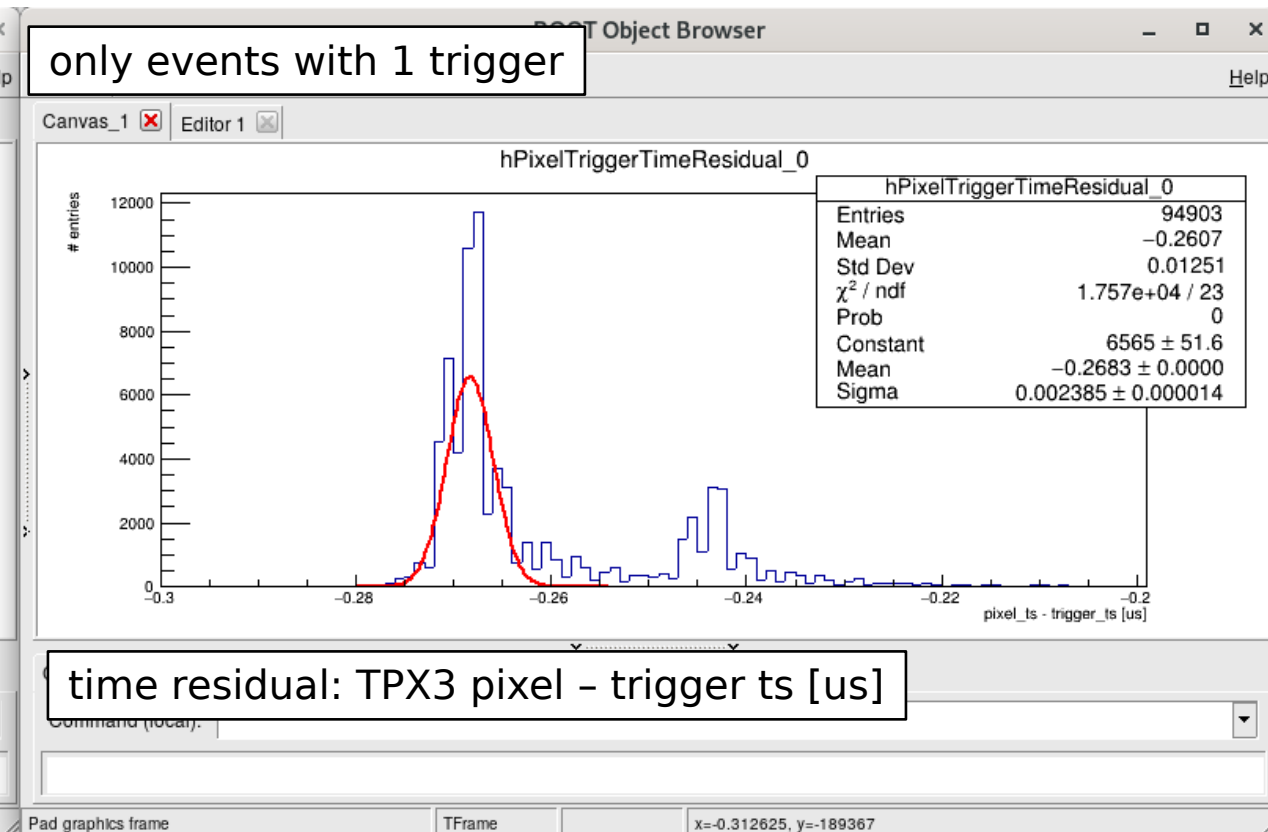 only events with 1 trigger
T Object Browser
lp
Help
Canvas_1
Editor 1
hPixelTriggerTimeResidual_0
hPixelTriggerTimeResidual_0
Entries 94903
Mean −0.2607
Std Dev 0.01251
χ² / ndf 1.757e+04 / 23
Prob 0
Constant 6565 ± 51.6
Mean −0.2683 ± 0.0000
Sigma 0.002385 ± 0.000014
# entries
12000
10000
8000
6000
4000
2000
0
−0.3 −0.28 −0.26 −0.24 −0.22 −0.2
pixel_ts - trigger_ts [us]
time residual: TPX3 pixel – trigger ts [us]
Command (local):
Pad graphics frame
TFrame
x=-0.312625, y=-189367